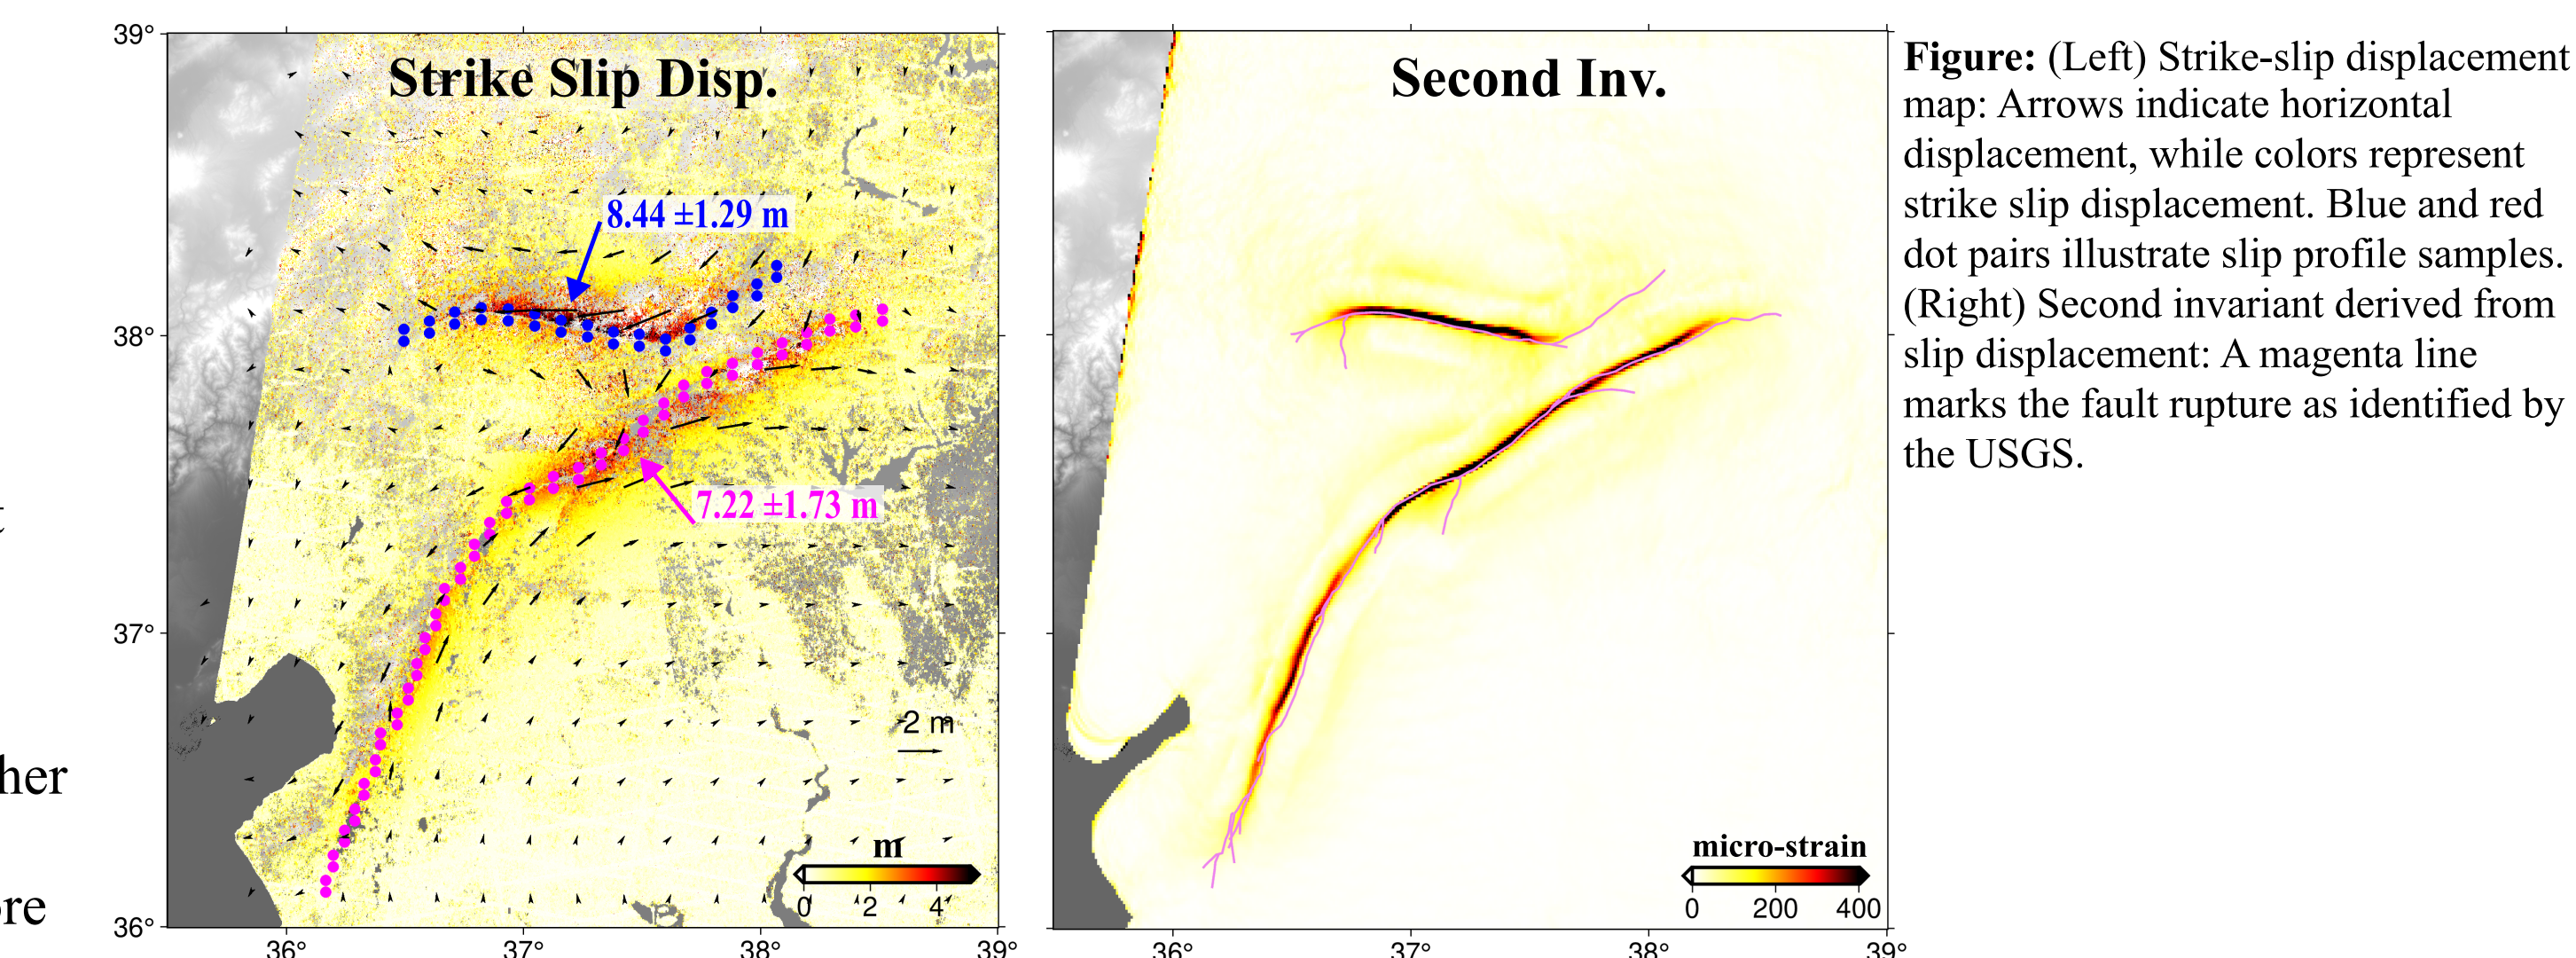 39°
38°
37°
36°
Strike Slip Disp.
8.44 ±1.29 m
7.22 ±1.73 m
2 m
m
0 2 4
36° 37° 38° 39°
Second Inv.
micro-strain
0 200 400
36° 37° 38° 39°
Figure: (Left) Strike-slip displacement
map: Arrows indicate horizontal
displacement, while colors represent
strike slip displacement. Blue and red
dot pairs illustrate slip profile samples.
(Right) Second invariant derived from
slip displacement: A magenta line
marks the fault rupture as identified by
the USGS.